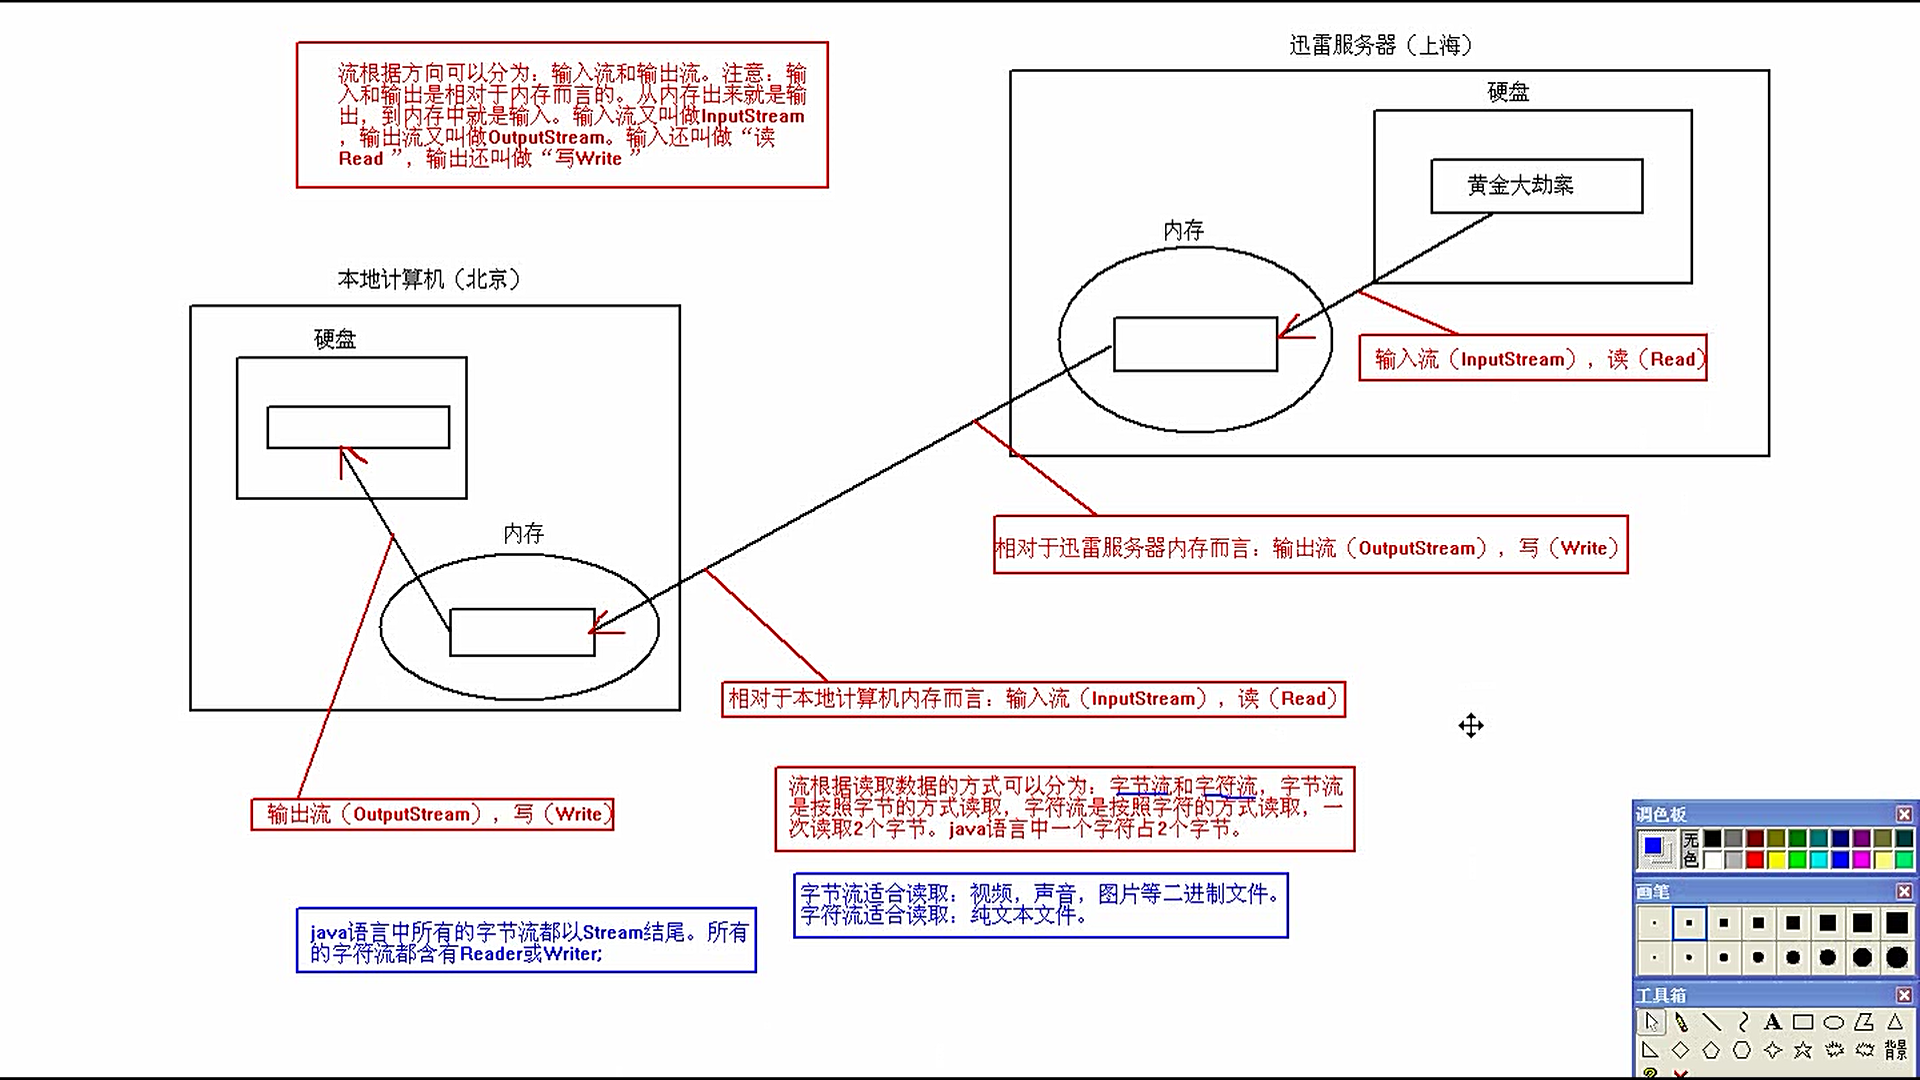 流根据方向可以分为：输入流和输出流。注意：输
入和输出是相对于内存而言的。从内存出来就是输
出，到内存中就是输入。输入流又叫做InputStream
，输出流又叫做OutputStream。输入还叫做“读
Read ”，输出还叫做“写Write ”
迅雷服务器（上海）
硬盘
黄金大劫案
内存
输入流（InputStream），读（Read）
本地计算机（北京）
硬盘
内存
相对于迅雷服务器内存而言：输出流（OutputStream），写（Write）
相对于本地计算机内存而言：输入流（InputStream），读（Read）
输出流（OutputStream），写（Write）
流根据读取数据的方式可以分为：字节流和字符流，字节流
是按照字节的方式读取，字符流是按照字符的方式读取，一
次读取2个字节。java语言中一个字符占2个字节。
字节流适合读取：视频，声音，图片等二进制文件。
字符流适合读取：纯文本文件。
java语言中所有的字节流都以Stream结尾。所有
的字符流都含有Reader或Writer;
调色板
无色
画笔
工具箱
A
背景
?